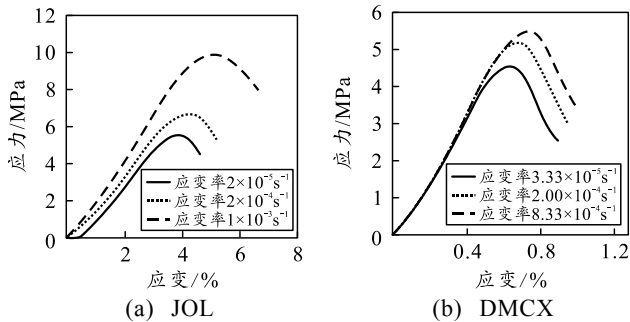 12
10
8
6
4
2
0
应力/MPa
2
4
6
8
应变/%
应变率2×10⁻⁵s⁻¹
应变率2×10⁻⁴s⁻¹
应变率1×10⁻³s⁻¹
(a) JOL
6
5
4
3
2
1
0
应力/MPa
0.4
0.8
1.2
应变/%
应变率3.33×10⁻⁵s⁻¹
应变率2.00×10⁻⁴s⁻¹
应变率8.33×10⁻⁴s⁻¹
(b) DMCX